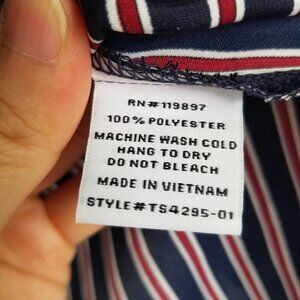 RN#119897
100% POLYESTER
MACHINE WASH COLD
HANG TO DRY
DO NOT BLEACH
MADE IN VIETNAM
STYLE#TS4295-01